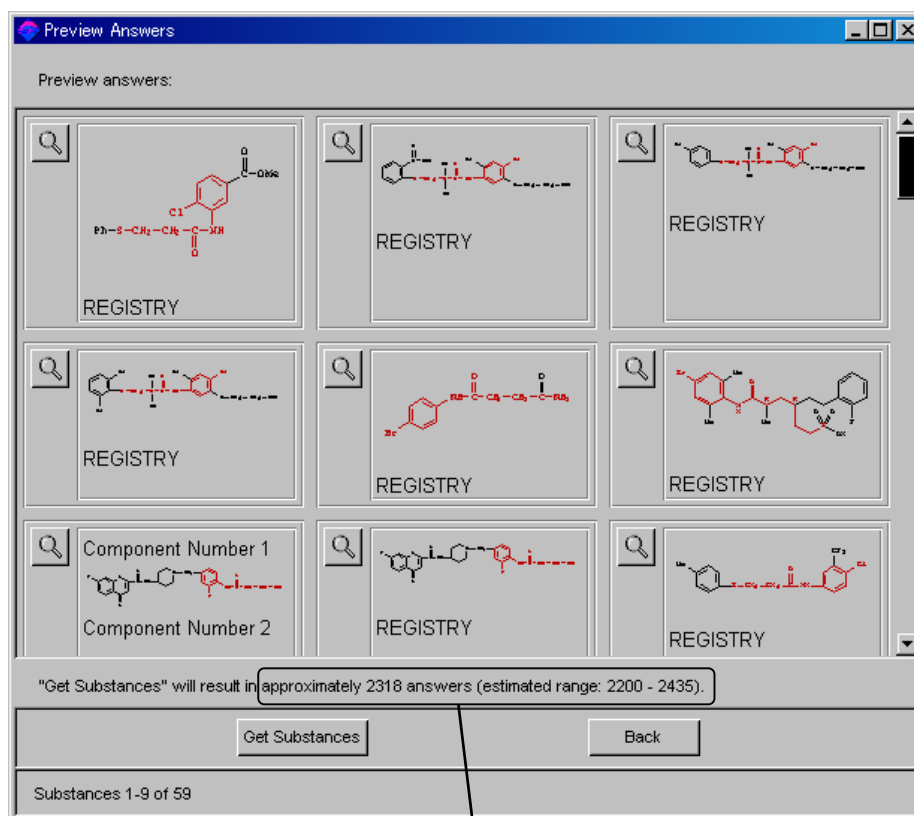 Preview Answers
Preview answers:
O
C-OMe
Cl
Ph-S-CH2-CH2-C-NH
O
REGISTRY
REGISTRY
REGISTRY
REGISTRY
REGISTRY
REGISTRY
Component Number 1
Component Number 2
REGISTRY
REGISTRY
"Get Substances" will result in approximately 2318 answers (estimated range: 2200 - 2435).
Get Substances
Back
Substances 1-9 of 59